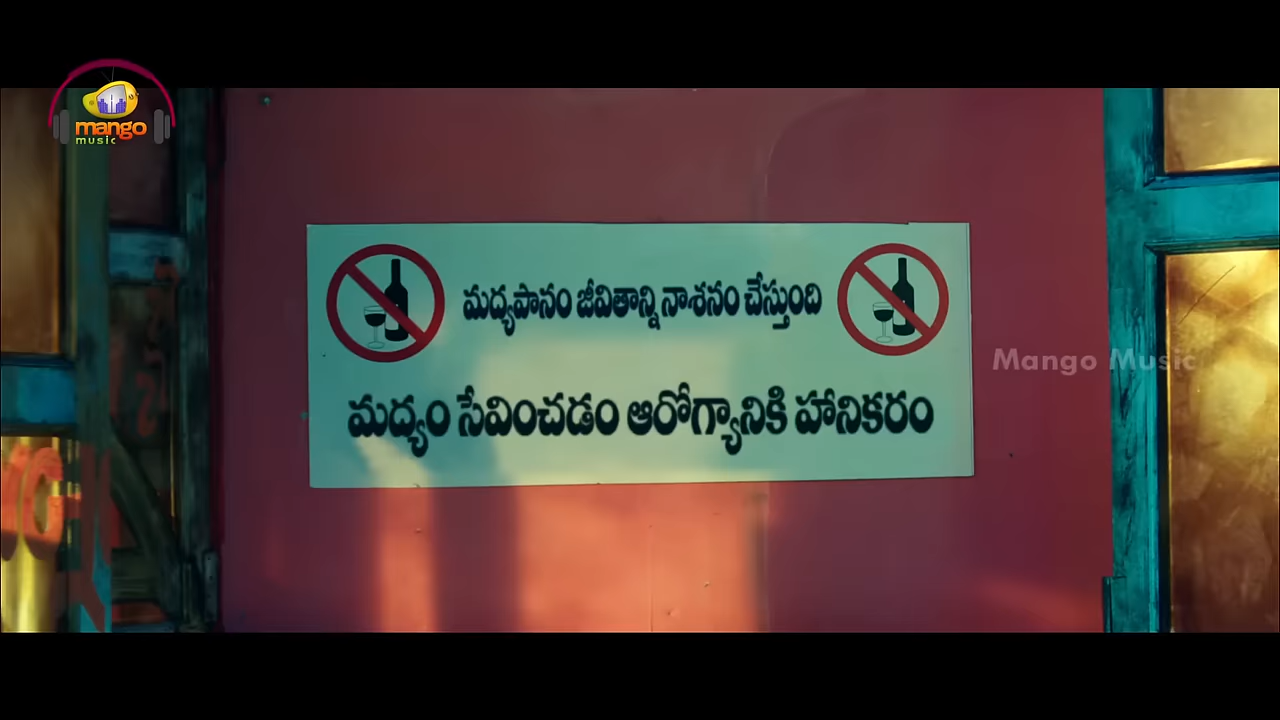 mango
music
మద్యపానం జీవితాన్ని నాశనం చేస్తుంది
Mango Music
మద్యం సేవించడం ఆరోగ్యానికి హానికరం